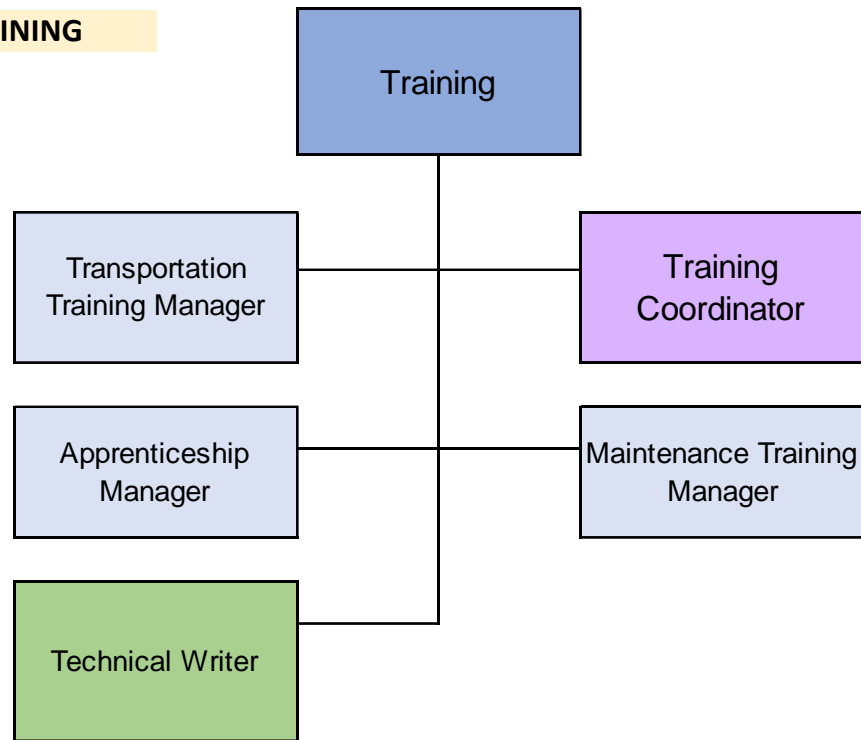 INING
Training
Transportation
Training Manager
Training
Coordinator
Apprenticeship
Manager
Maintenance Training
Manager
Technical Writer